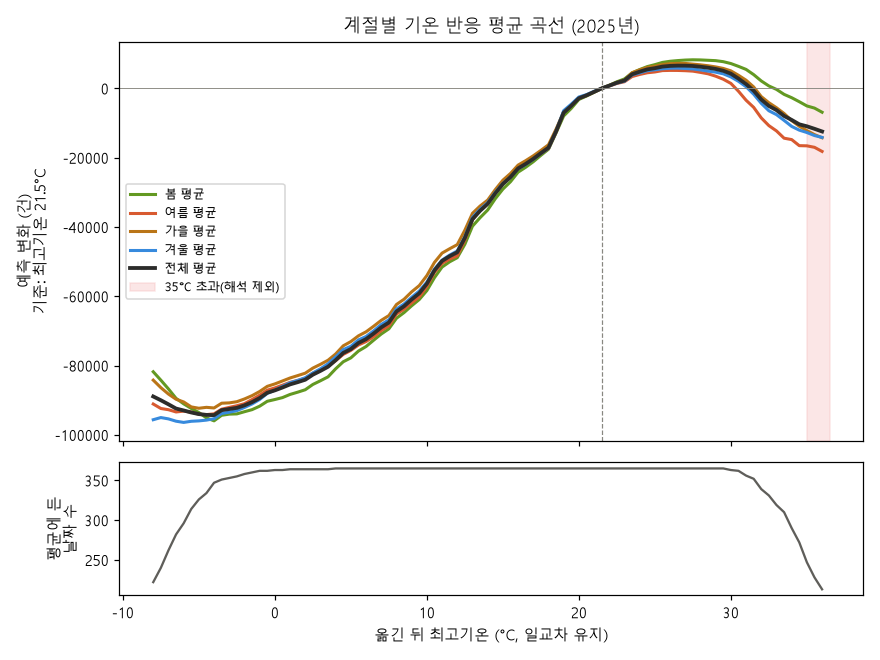 계절별 기온 반응 평균 곡선 (2025년)
예측 변화 (건)
기준: 최고기온 21.5°C
0
-20000
-40000
-60000
-80000
-100000
봄 평균
여름 평균
가을 평균
겨울 평균
전체 평균
35°C 초과(해석 제외)
평균에 든
날짜 수
350
300
250
-10
0
10
20
30
옮긴 뒤 최고기온 (°C, 일교차 유지)